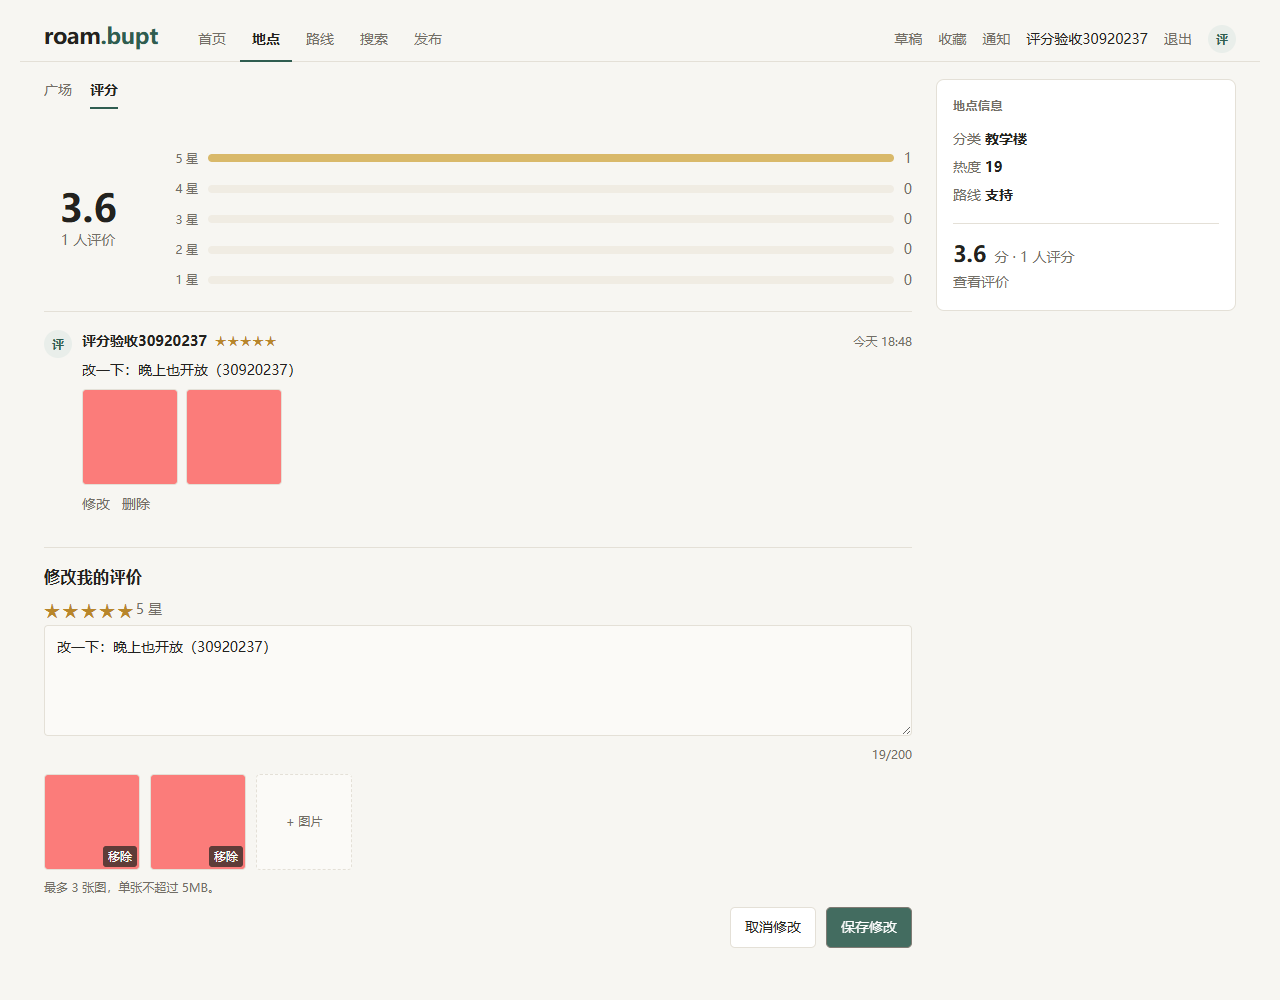 roam.bupt 首页 地点 路线 搜索 发布 草稿 收藏 通知 评分验收30920237 退出 评
广场 评分
3.6
1 人评价
5 星 1
4 星 0
3 星 0
2 星 0
1 星 0
评 评分验收30920237 ★★★★★ 今天 18:48
改一下：晚上也开放（30920237）
修改 删除
修改我的评价
★★★★★ 5 星
改一下：晚上也开放（30920237）
19/200
移除 移除 + 图片
最多 3 张图，单张不超过 5MB。
取消修改 保存修改
地点信息
分类 教学楼
热度 19
路线 支持
3.6 分 · 1 人评分
查看评价